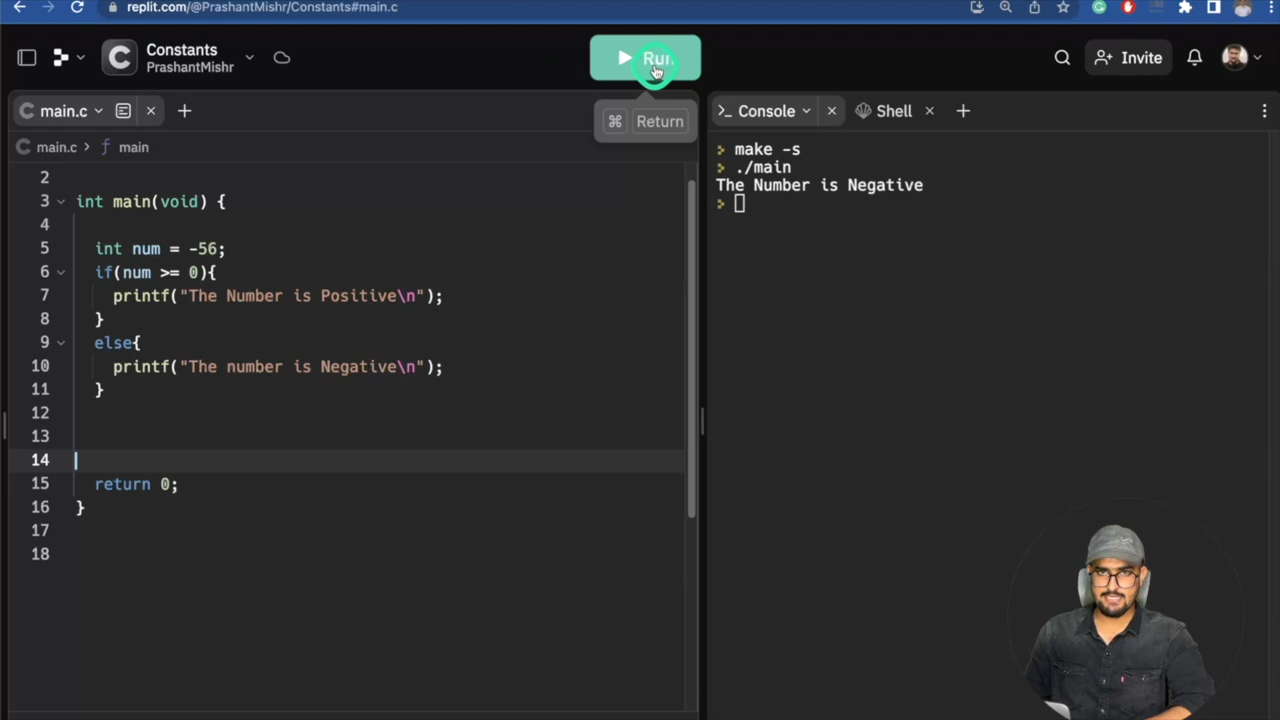 replit.com/@PrashantMishr/Constants#main.c
Constants
PrashantMishr
Run
Invite
main.c
Return
Console
Shell
main.c > main
make -s
./main
The Number is Negative
2
3 int main(void) {
4
5 int num = -56;
6 if(num >= 0){
7 printf("The Number is Positive\n");
8 }
9 else{
10 printf("The number is Negative\n");
11 }
12
13
14
15 return 0;
16 }
17
18